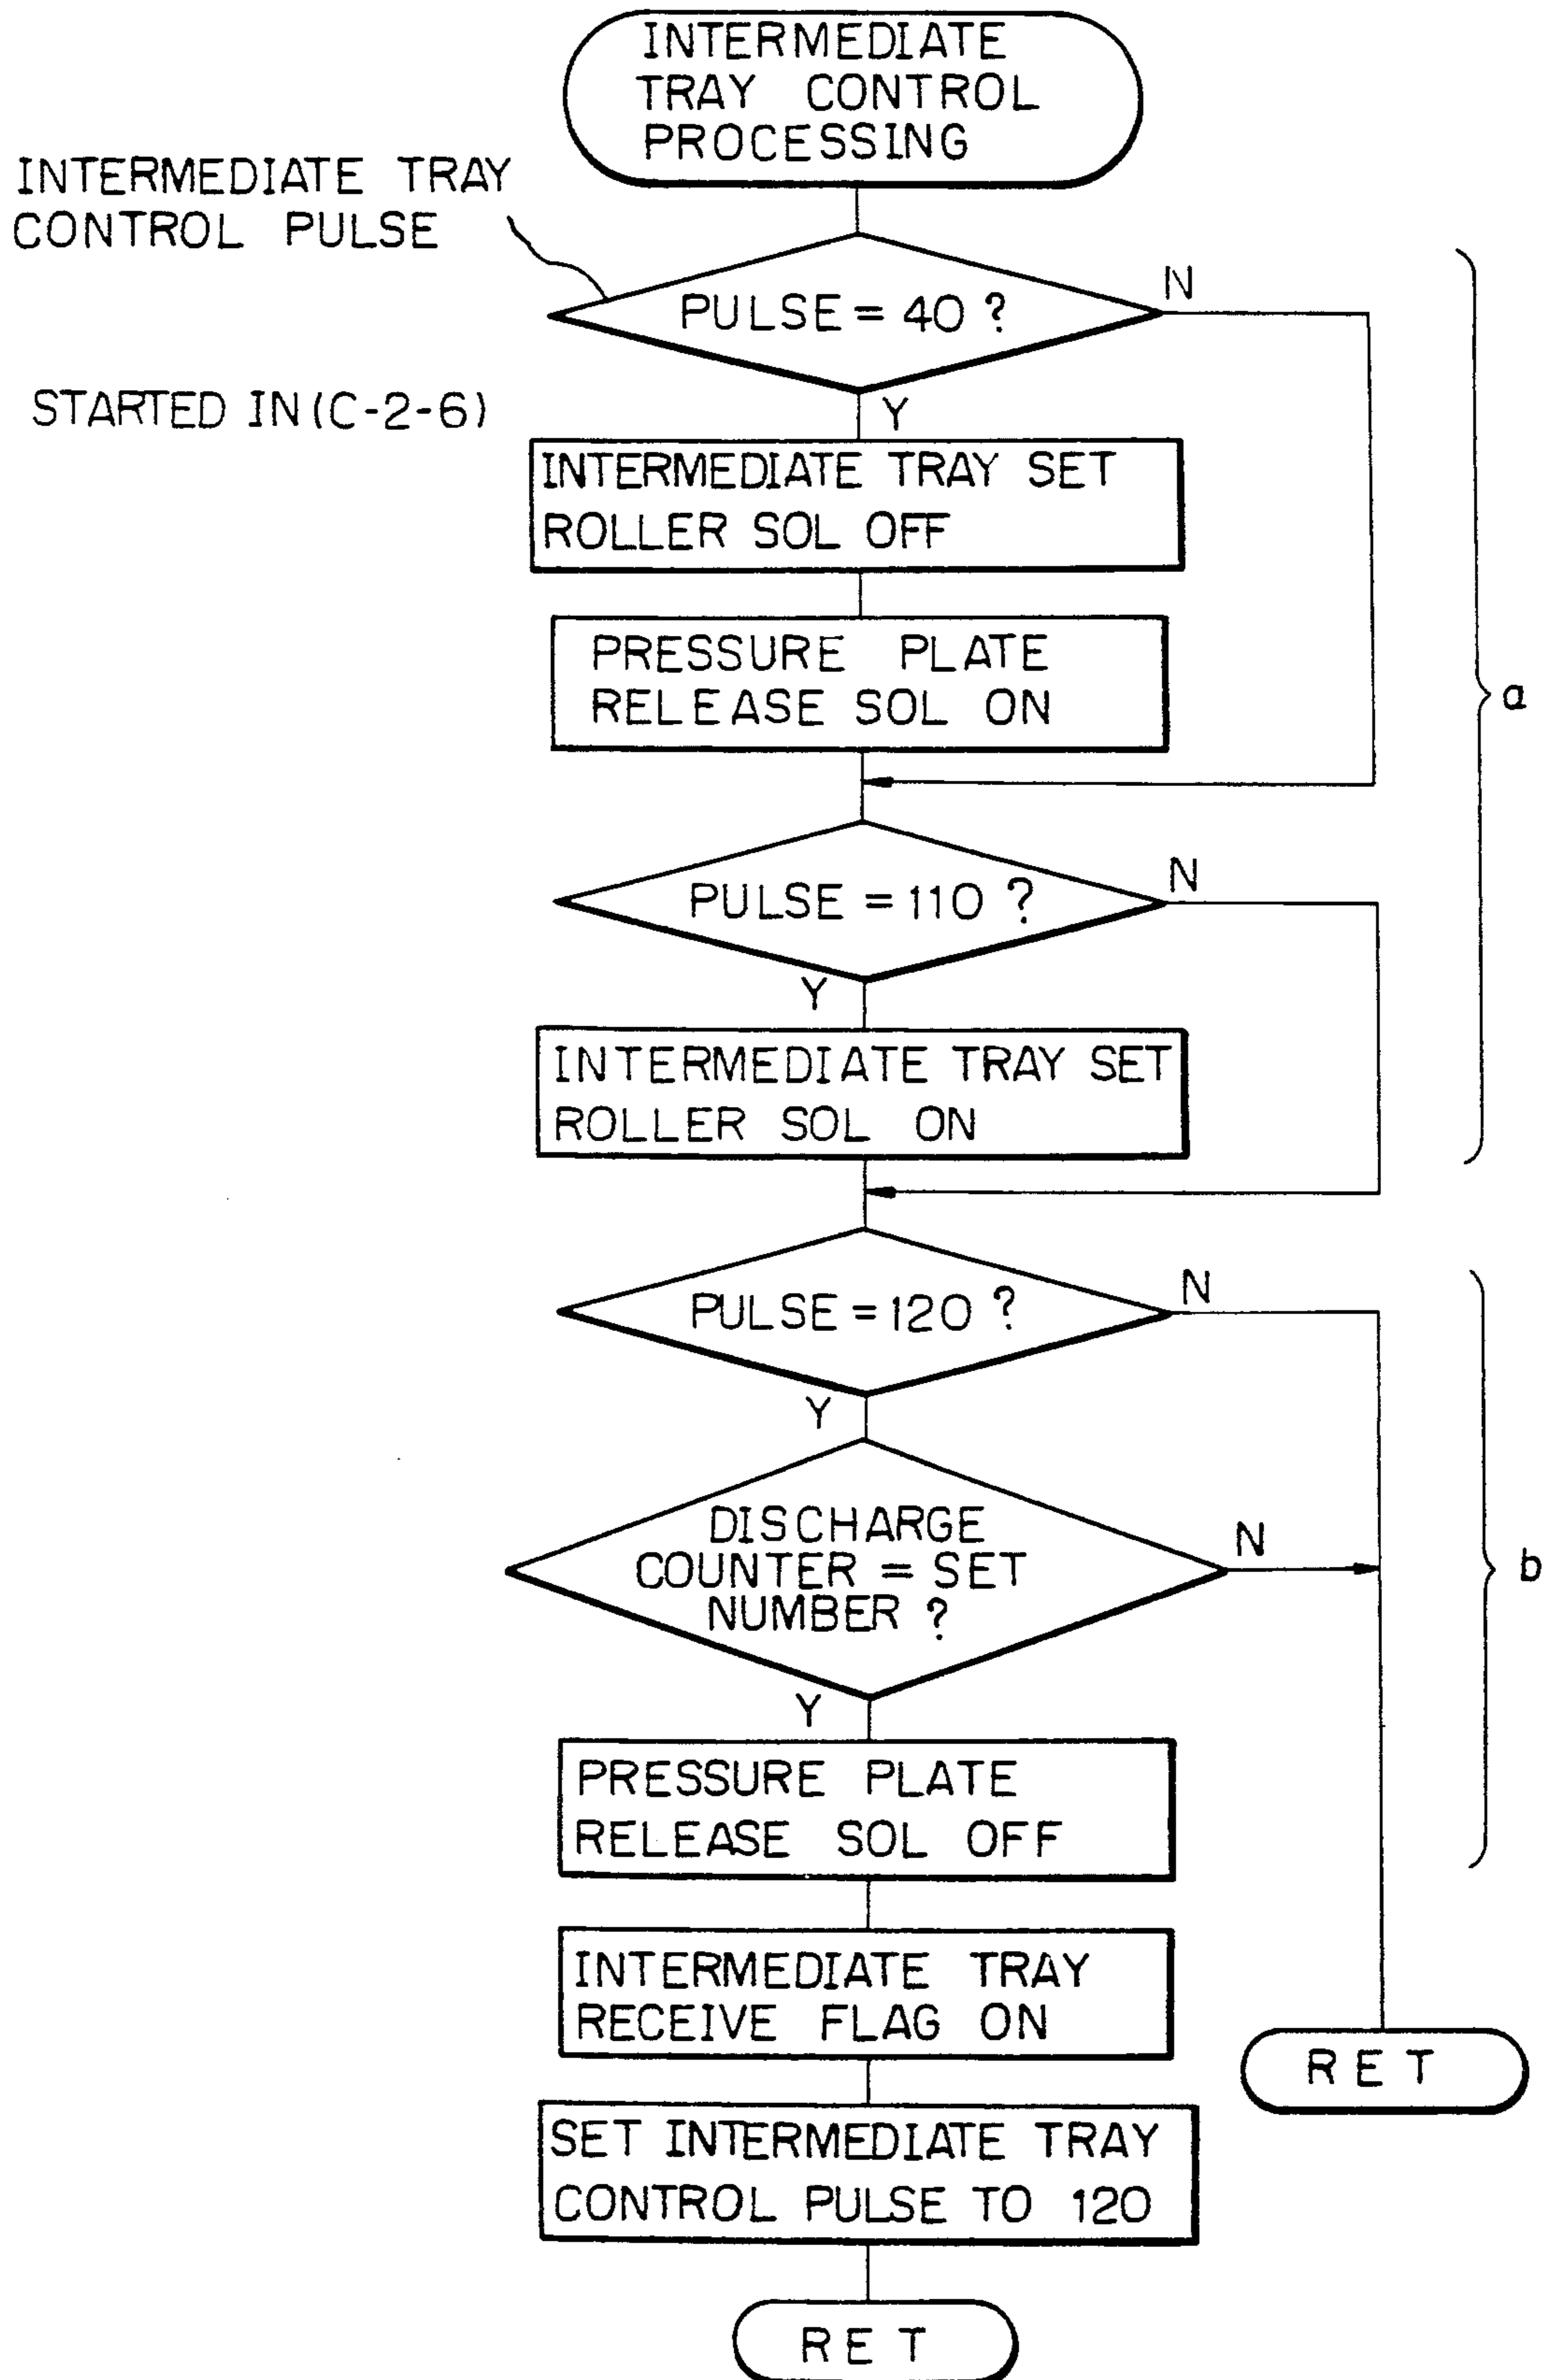 INTERMEDIATE
TRAY CONTROL
PROCESSING
INTERMEDIATE TRAY
CONTROL PULSE
PULSE = 40 ?
N
Y
STARTED IN (C-2-6)
INTERMEDIATE TRAY SET
ROLLER SOL OFF
PRESSURE PLATE
RELEASE SOL ON
a
PULSE = 110 ?
N
Y
INTERMEDIATE TRAY SET
ROLLER SOL ON
PULSE = 120 ?
N
Y
DISCHARGE
COUNTER = SET
NUMBER ?
N
b
Y
PRESSURE PLATE
RELEASE SOL OFF
INTERMEDIATE TRAY
RECEIVE FLAG ON
RET
SET INTERMEDIATE TRAY
CONTROL PULSE TO 120
RET